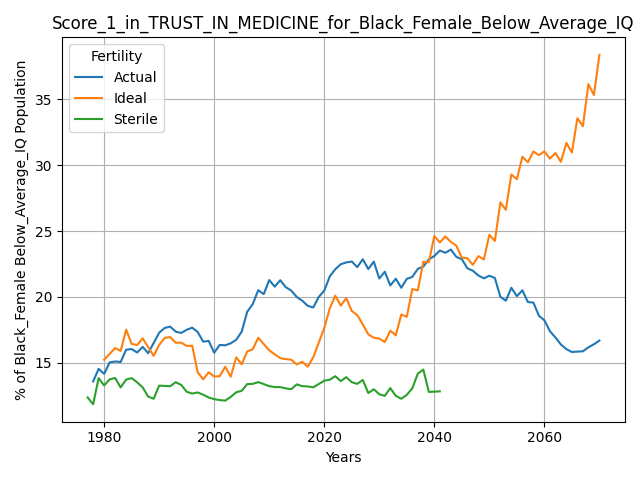 Score_1_in_TRUST_IN_MEDICINE_for_Black_Female_Below_Average_IQ
Fertility
Actual
Ideal
Sterile
% of Black_Female Below_Average_IQ Population
35
30
25
20
15
1980
2000
2020
2040
2060
Years